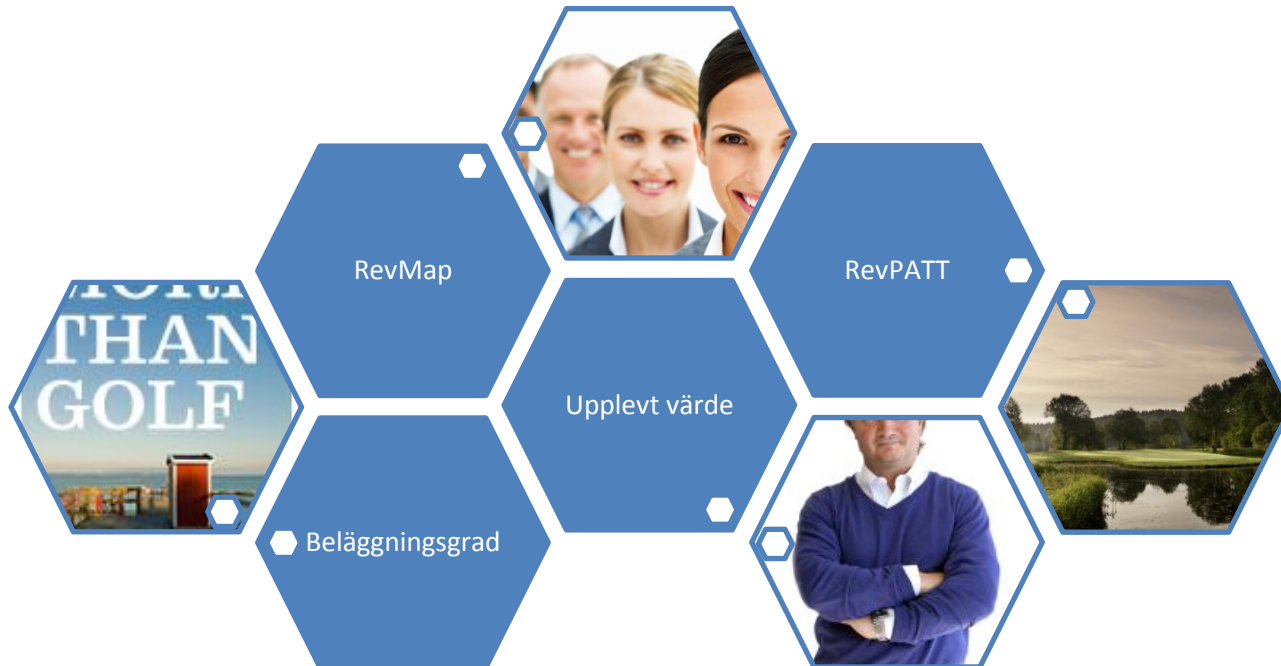 RevMap
RevPATT
THAN
GOLF
Upplevt värde
Beläggningsgrad